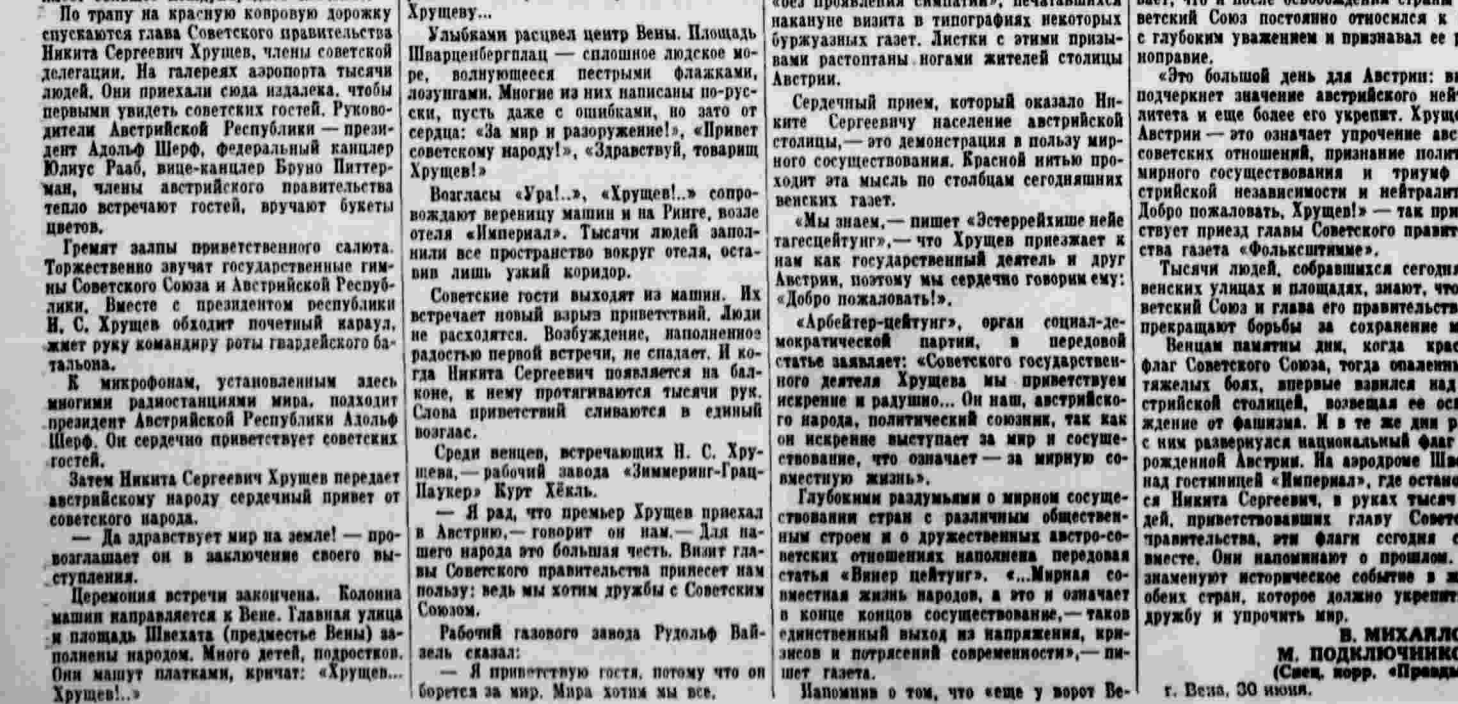 По трапу на красную ковровую дорожку
спускаются глава Советского правительства
Никита Сергеевич Хрущев, члены советской
делегации. На галереях аэропорта тысячи
людей. Они приехали сюда издалека, чтобы
первыми увидеть советских гостей. Руково-
дители Австрийской Республики — прези-
дент Адольф Шерф, федеральный канцлер
Юлиус Рааб, вице-канцлер Бруно Питтер-
ман, члены австрийского правительства
тепло встречают гостей, вручают букеты
цветов.
Гремят залпы приветственного салюта.
Торжественно звучат государственные гим-
ны Советского Союза и Австрийской Респуб-
лики. Вместе с президентом республики
Н. С. Хрущев обходит почетный караул,
жмет руку командиру роты гвардейского ба-
тальона.
К микрофонам, установленным здесь
многими радиостанциями мира, подходит
президент Австрийской Республики Адольф
Шерф. Он сердечно приветствует советских
гостей.
Затем Никита Сергеевич Хрущев передает
австрийскому народу сердечный привет от
советского народа.
— Да здравствует мир на земле! — про-
возглашает он в заключение своего вы-
ступления.
Церемония встречи закончена. Колонна
машин направляется к Вене. Главная улица
и площадь Швехата (предместье Вены) за-
полнены народом. Много детей, подростков.
Они машут платками, кричат: «Хрущев...
Хрущев!..»
Хрущеву...
Улыбками расцвел центр Вены. Площадь
Шварценбергплац — сплошное людское мо-
ре, волнующееся пестрыми флажками,
лозунгами. Многие из них написаны по-рус-
ски, пусть даже с ошибками, но зато от
сердца: «За мир и разоружение!», «Привет
советскому народу!», «Здравствуй, товарищ
Хрущев!»
Возгласы «Ура!..», «Хрущев!..» сопро-
вождают вереницу машин и на Ринге, возле
отеля «Империал». Тысячи людей запол-
нили все пространство вокруг отеля, оста-
вив лишь узкий коридор.
Советские гости выходят из машин. Их
встречает новый взрыв приветствий. Люди
не расходятся. Возбуждение, наполненное
радостью первой встречи, не спадает. И ко-
гда Никита Сергеевич появляется на бал-
коне, к нему протягиваются тысячи рук.
Слова приветствий сливаются в единый
возглас.
Среди венцев, встречающих Н. С. Хру-
щева,— рабочий завода «Зиммеринг-Грац-
Паукер» Курт Хёкль.
— Я рад, что премьер Хрущев приехал
в Австрию,— говорит он нам.— Для на-
шего народа это большая честь. Визит гла-
вы Советского правительства принесет нам
пользу: ведь мы хотим дружбы с Советским
Союзом.
Рабочий газового завода Рудольф Вай-
зель сказал:
— Я приветствую гостя, потому что он
борется за мир. Мира хотим мы все.
«без проявления симпатии», печатавшихся
накануне визита в типографиях некоторых
буржуазных газет. Листки с этими призы-
вами растоптаны ногами жителей столицы
Австрии.
Сердечный прием, который оказало Ни-
ките Сергеевичу население австрийской
столицы,— это демонстрация в пользу мир-
ного сосуществования. Красной нитью про-
ходит эта мысль по столбцам сегодняшних
венских газет.
«Мы знаем,— пишет «Эстеррейхише нейе
тагесцейтунг»,— что Хрущев приезжает к
нам как государственный деятель и друг
Австрии, поэтому мы сердечно говорим ему:
«Добро пожаловать!».
«Арбейтер-цейтунг», орган социал-де-
мократической партии, в передовой
статье заявляет: «Советского государствен-
ного деятеля Хрущева мы приветствуем
искренне и радушно... Он наш, австрийско-
го народа, политический союзник, так как
он искренне выступает за мир и сосуще-
ствование, что означает — за мирную со-
вместную жизнь».
Глубокими раздумьями о мирном сосуще-
ствовании стран с различным обществен-
ным строем и о дружественных австро-со-
ветских отношениях наполнена передовая
статья «Винер цейтунг». «...Мирная со-
вместная жизнь народов, а это и означает
в конце концов сосуществование,— таков
единственный выход из напряжения, кри-
зисов и потрясений современности»,— пи-
шет газета.
Напомнив о том, что «еще у ворот Ве-
ветский Союз постоянно относился к
с глубоким уважением и признавал ее
ноправие.
«Это большой день для Австрии:
подчеркнет значение австрийского ней
литета и еще более его укрепит. Хруще
Австрии — это означает упрочение авс
советских отношений, признание полит
мирного сосуществования и триумф
стрийской независимости и нейтралит
Добро пожаловать, Хрущев!» — так при
ствует приезд главы Советского правит
ства газета «Фольксштимме».
Тысячи людей, собравшихся сегодня
венских улицах и площадях, знают, что
ветский Союз и глава его правительств
прекращают борьбы за сохранение м
Венцам памятны дни, когда крас
флаг Советского Союза, тогда опаленны
тяжелых боях, впервые взвился над
стрийской столицей, возвещая ее осв
ждение от фашизма. И в те же дни р
с ним развернулся национальный флаг
рожденной Австрии. На аэродроме Шве
над гостиницей «Империал», где остано
ся Никита Сергеевич, в руках тысяч
дей, приветствовавших главу Советс
правительства, эти флаги сегодня с
вместе. Они напоминают о прошлом.
знаменуют историческое событие в ж
обеих стран, которое должно укрепит
дружбу и упрочить мир.
В. МИХАЙЛО
М. ПОДКЛЮЧНИКО
(Спец. корр. «Правды
г. Вена, 30 июня.